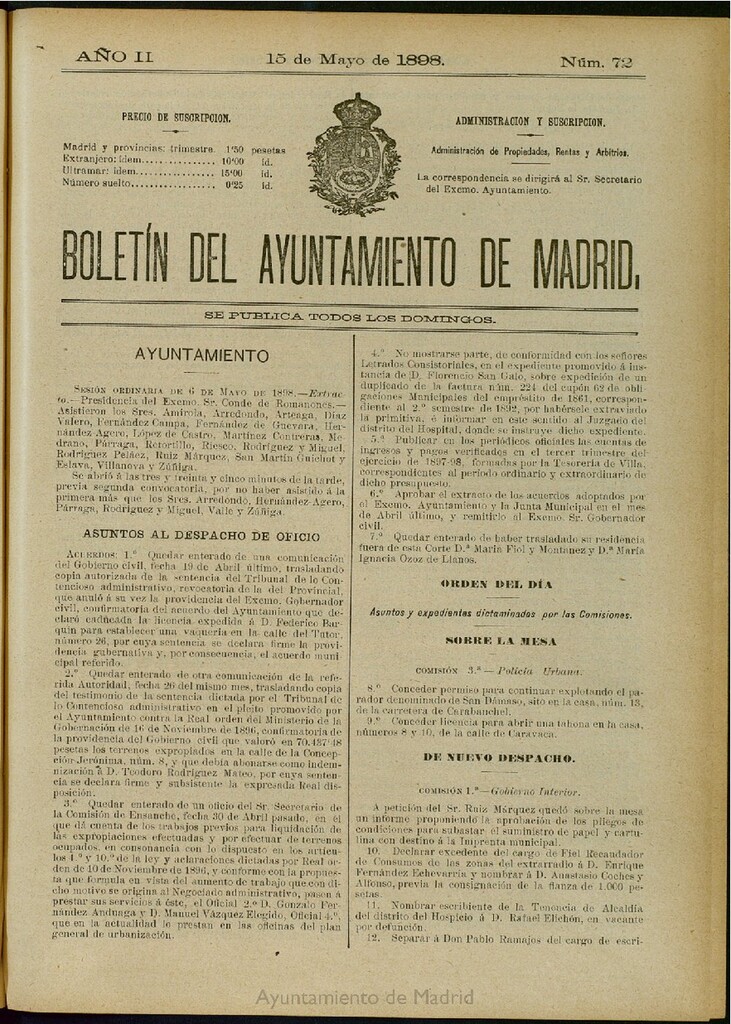 AÑO II
15 de Mayo de 1898.
Núm. 72
PRECIO DE SUSCRIPCION.
Madrid y provincias: trimestre. 1'50 pesetas
Extranjero: ídem............... 10'00 íd.
Ultramar: ídem................. 15'00 íd.
Número suelto.................. 0'25 íd.
ADMINISTRACION Y SUSCRIPCION.
Administración de Propiedades, Rentas y Arbitrios.
La correspondencia se dirigirá al Sr. Secretario
del Excmo. Ayuntamiento.
BOLETÍN DEL AYUNTAMIENTO DE MADRID.
SE PUBLICA TODOS LOS DOMINGOS.
AYUNTAMIENTO
SESIÓN ORDINARIA DE 6 DE MAYO DE 1898.—Extrac-
to.—Presidencia del Excmo. Sr. Conde de Romanones.—
Asistieron los Sres. Amirola, Arredondo, Arteaga, Díaz
Valero, Fernández Campa, Fernández de Guevara, Her-
nández Agero, López de Castro, Martínez Contreras, Me-
drano, Párraga, Retortillo, Riesco, Rodríguez y Miguel,
Rodríguez Peláez, Ruiz Márquez, San Martín Guichot y
Eslava, Villanova y Zúñiga.
Se abrió á las tres y treinta y cinco minutos de la tarde,
previa segunda convocatoria, por no haber asistido á la
primera más que los Sres. Arredondo, Hernández-Agero,
Párraga, Rodríguez y Miguel, Valle y Zúñiga.
ASUNTOS AL DESPACHO DE OFICIO
ACUERDOS: 1.º Quedar enterado de una comunicación
del Gobierno civil, fecha 19 de Abril último, trasladando
copia autorizada de la sentencia del Tribunal de lo Con-
tencioso administrativo, revocatoria de la del Provincial,
que anuló á su vez la providencia del Excmo. Gobernador
civil, confirmatoria del acuerdo del Ayuntamiento que de-
claró caducada la licencia expedida á D. Federico Bar-
quín para establecer una vaquería en la calle del Tutor,
número 26, por cuya sentencia se declara firme la provi-
dencia gubernativa y, por consecuencia, el acuerdo muni-
cipal referido.
2.º Quedar enterado de otra comunicación de la refe-
rida Autoridad, fecha 26 del mismo mes, trasladando copia
del testimonio de la sentencia dictada por el Tribunal de
lo Contencioso administrativo en el pleito promovido por
el Ayuntamiento contra la Real orden del Ministerio de la
Gobernación de 16 de Noviembre de 1896, confirmatoria de
la providencia del Gobierno civil que valoró en 70.437'48
pesetas los terrenos expropiados en la calle de la Concep-
ción Jerónima, núm. 8, y que debía abonarse como indem-
nización á D. Teodoro Rodríguez Mateo, por cuya senten-
cia se declara firme y subsistente la expresada Real dis-
posición.
3.º Quedar enterado de un oficio del Sr. Secretario de
la Comisión de Ensanche, fecha 30 de Abril pasado, en el
que da cuenta de los trabajos previos para liquidación de las
expropiaciones efectuadas y por efectuar de terrenos
ocupados, en consonancia con lo dispuesto en los artícu-
los 4.º y 10.º de la ley y aclaraciones dictadas por Real or-
den de 10 de Noviembre de 1896, y conforme con la propues-
ta que formula en vista del aumento de trabajo que con di-
cho motivo se origina al Negociado administrativo, pasen á
prestar sus servicios á éste, el Oficial 2.º D. Gonzalo Fer-
nández Anduaga y D. Manuel Vázquez Elegido, Oficial 4.º,
que en la actualidad lo prestan en las oficinas del plan
general de urbanización.
4.º No mostrarse parte, de conformidad con los señores
Letrados Consistoriales, en el expediente promovido á ins-
tancia de D. Florencio San Galo, sobre expedición de un
duplicado de la factura núm. 224 del cupón 62 de obli-
gaciones Municipales del empréstito de 1861, correspon-
diente al 2.º semestre de 1892, por habérsele extraviado
la primitiva, é informar en este sentido al Juzgado del
distrito del Hospital, donde se instruye dicho expediente.
5.º Publicar en los periódicos oficiales las cuentas de
ingresos y pagos verificados en el tercer trimestre del
ejercicio de 1897-98, formadas por la Tesorería de Villa,
correspondientes al período ordinario y extraordinario de
dicho presupuesto.
6.º Aprobar el extracto de los acuerdos adoptados por
el Excmo. Ayuntamiento y la Junta Municipal en el mes
de Abril último, y remitirlo al Excmo. Sr. Gobernador
civil.
7.º Quedar enterado de haber trasladado su residencia
fuera de esta Corte D.ª María Fiol y Montanez y D.ª María
Ignacia Ozoz de Llanos.
ORDEN DEL DÍA
Asuntos y expedientes dictaminados por las Comisiones.
SOBRE LA MESA
COMISIÓN 3.ª—Policía Urbana.
8.º Conceder permiso para continuar explotando el pa-
rador denominado de San Dámaso, sito en la casa, núm. 13,
de la carretera de Carabanchel.
9.º Conceder licencia para abrir una tahona en la casa,
números 8 y 10, de la calle de Caravaca.
DE NUEVO DESPACHO.
COMISIÓN 1.ª—Gobierno Interior.
A petición del Sr. Ruiz Márquez quedó sobre la mesa
un informe proponiendo la aprobación de los pliegos de
condiciones para subastar el suministro de papel y cartu-
lina con destino á la Imprenta municipal.
10. Declarar excedente del cargo de Fiel Recaudador
de Consumos de las zonas del extrarradio á D. Enrique
Fernández Echevarría y nombrar á D. Anastasio Coches y
Alfonso, previa la consignación de la fianza de 1.000 pe-
setas.
11. Nombrar escribiente de la Tenencia de Alcaldía
del distrito del Hospicio á D. Rafael Elichón, en vacante
por defunción.
12. Separar á Don Pablo Ramajos del cargo de escri-
Ayuntamiento de Madrid